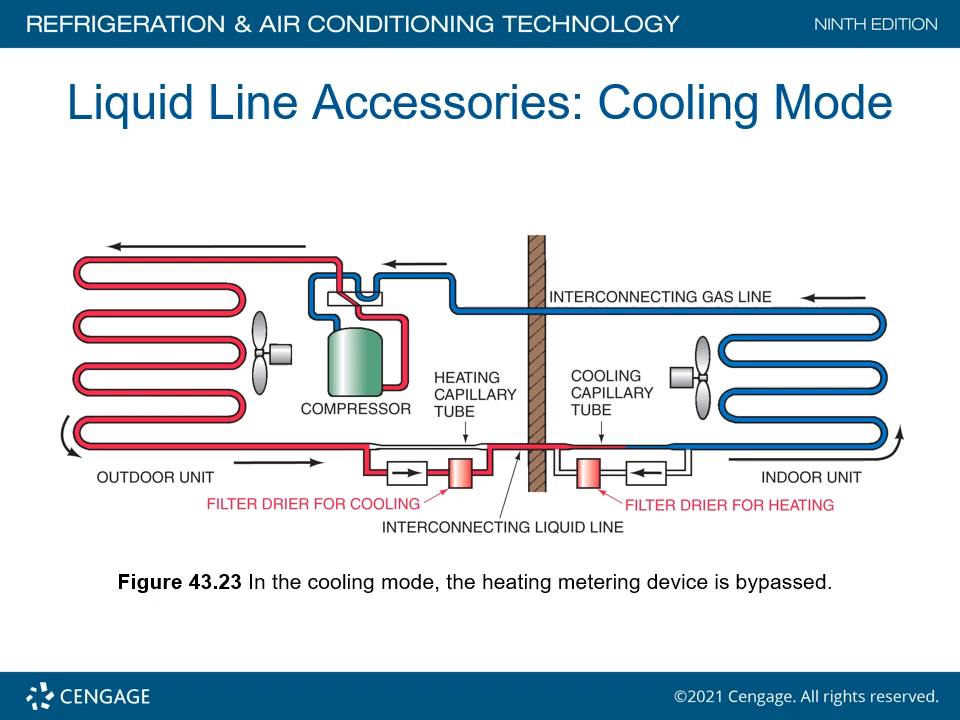 REFRIGERATION & AIR CONDITIONING TECHNOLOGY
NINTH EDITION
Liquid Line Accessories: Cooling Mode
INTERCONNECTING GAS LINE
HEATING
CAPILLARY
TUBE
COOLING
CAPILLARY
TUBE
COMPRESSOR
OUTDOOR UNIT
INDOOR UNIT
FILTER DRIER FOR COOLING
FILTER DRIER FOR HEATING
INTERCONNECTING LIQUID LINE
Figure 43.23 In the cooling mode, the heating metering device is bypassed.
CENGAGE
©2021 Cengage. All rights reserved.